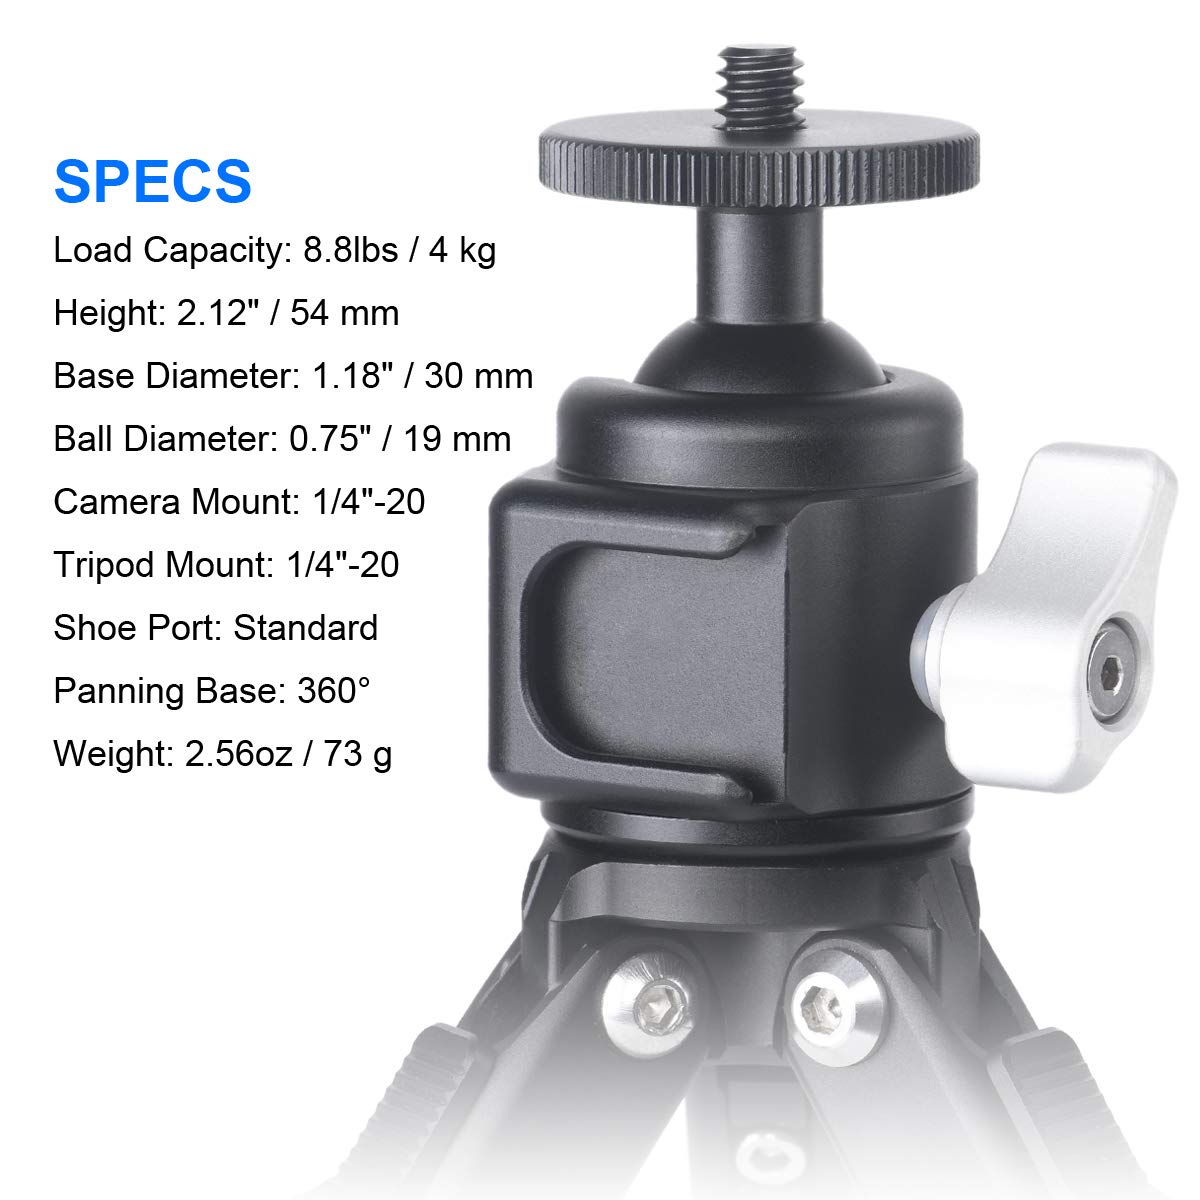 SPECS
Load Capacity: 8.8lbs / 4 kg
Height: 2.12" / 54 mm
Base Diameter: 1.18" / 30 mm
Ball Diameter: 0.75" / 19 mm
Camera Mount: 1/4"-20
Tripod Mount: 1/4"-20
Shoe Port: Standard
Panning Base: 360°
Weight: 2.56oz / 73 g